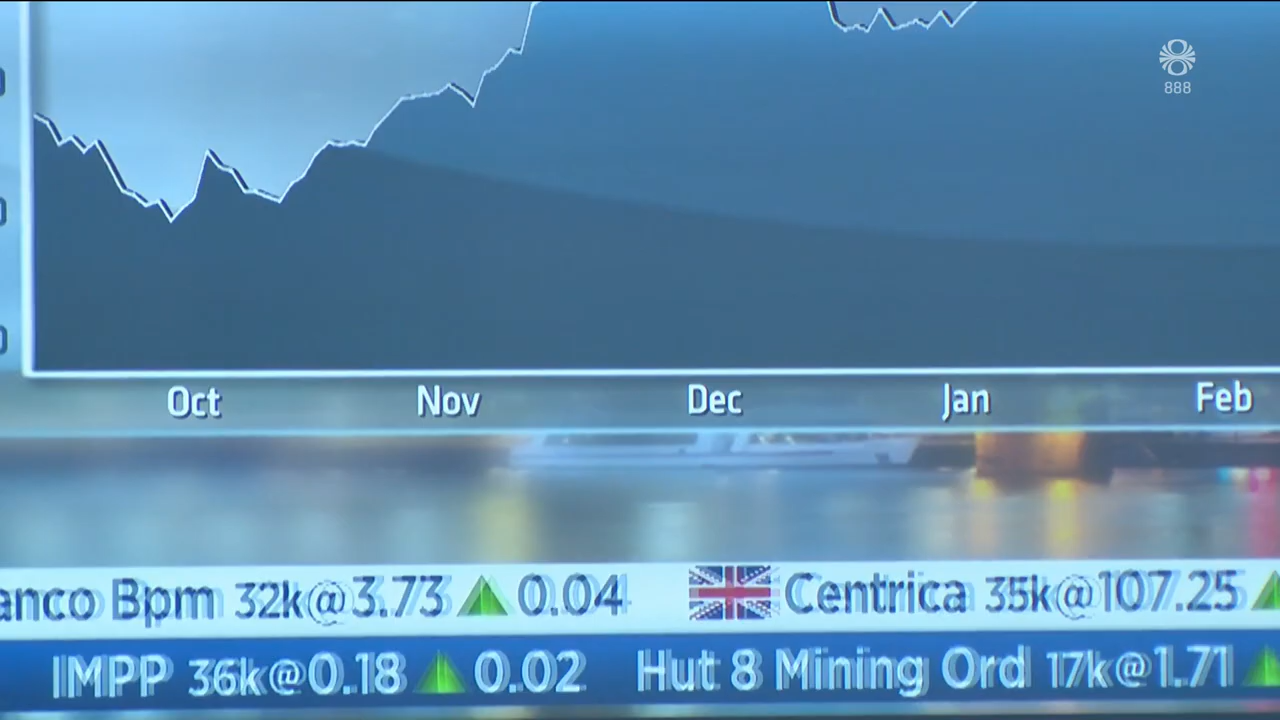 888
Oct Nov Dec Jan Feb
anco Bpm 32k@3.73 0.04 Centrica 35k@107.25
IMPP 36k@0.18 0.02 Hut 8 Mining Ord 17k@1.71